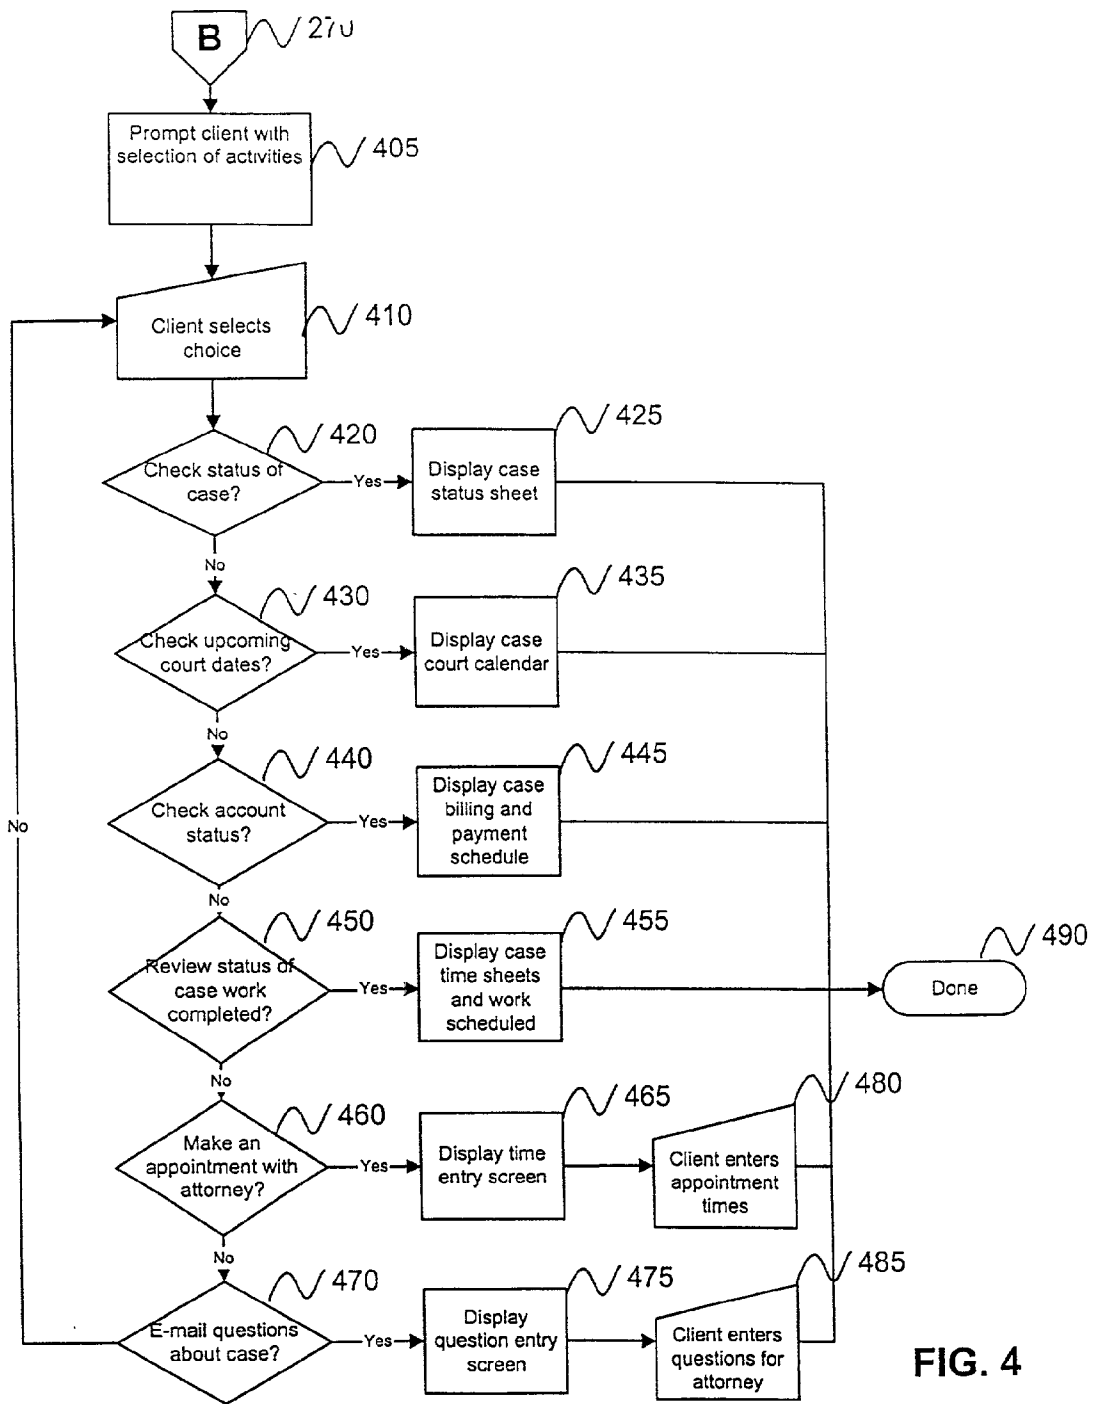 B
270
Prompt client with
selection of activities
405
Client selects
choice
410
420
Check status of
case?
Yes
425
Display case
status sheet
No
430
Check upcoming
court dates?
Yes
435
Display case
court calendar
No
440
Check account
status?
Yes
445
Display case
billing and
payment
schedule
No
No
450
Review status of
case work
completed?
Yes
455
Display case
time sheets
and work
scheduled
490
Done
No
460
Make an
appointment with
attorney?
Yes
465
Display time
entry screen
480
Client enters
appointment
times
No
470
E-mail questions
about case?
Yes
475
Display
question entry
screen
485
Client enters
questions for
attorney
FIG. 4